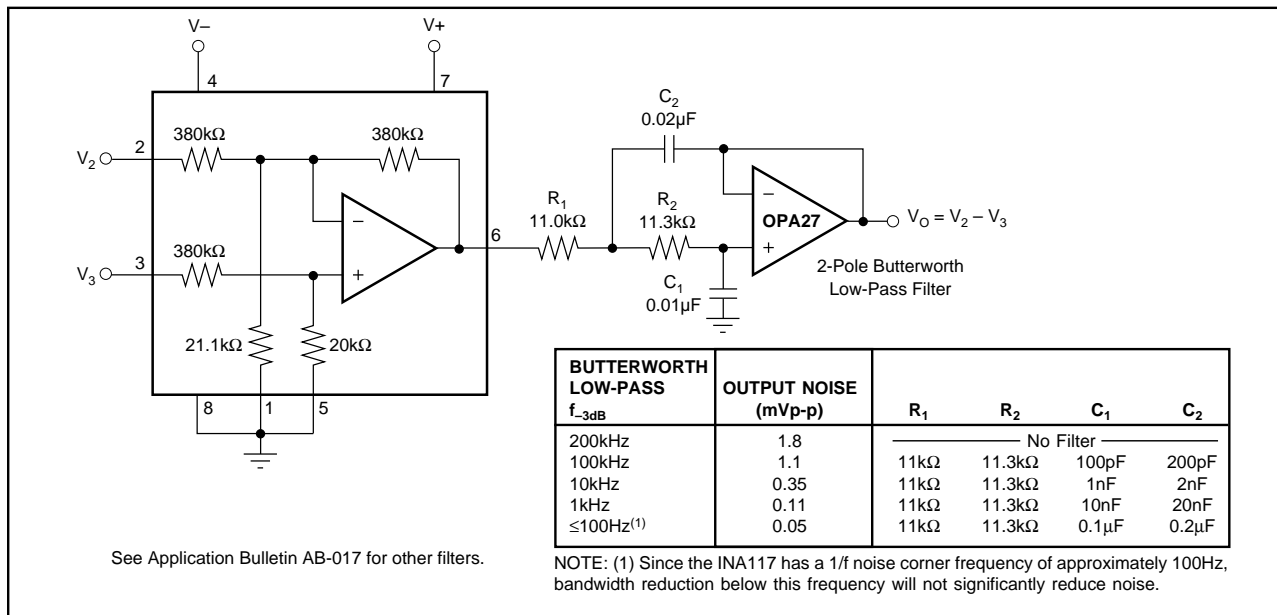 V–
V+
4
7
C2
0.02µF
380kΩ
380kΩ
2
V2
R1
11.0kΩ
R2
11.3kΩ
–
OPA27
+
VO = V2 – V3
–
+
6
3
380kΩ
V3
2-Pole Butterworth
Low-Pass Filter
C1
0.01µF
21.1kΩ
20kΩ
8
1
5
BUTTERWORTH
LOW-PASS
f–3dB
OUTPUT NOISE
(mVp-p)
R1
R2
C1
C2
200kHz 1.8 No Filter
100kHz 1.1 11kΩ 11.3kΩ 100pF 200pF
10kHz 0.35 11kΩ 11.3kΩ 1nF 2nF
1kHz 0.11 11kΩ 11.3kΩ 10nF 20nF
≤100Hz(1) 0.05 11kΩ 11.3kΩ 0.1µF 0.2µF
See Application Bulletin AB-017 for other filters.
NOTE: (1) Since the INA117 has a 1/f noise corner frequency of approximately 100Hz,
bandwidth reduction below this frequency will not significantly reduce noise.